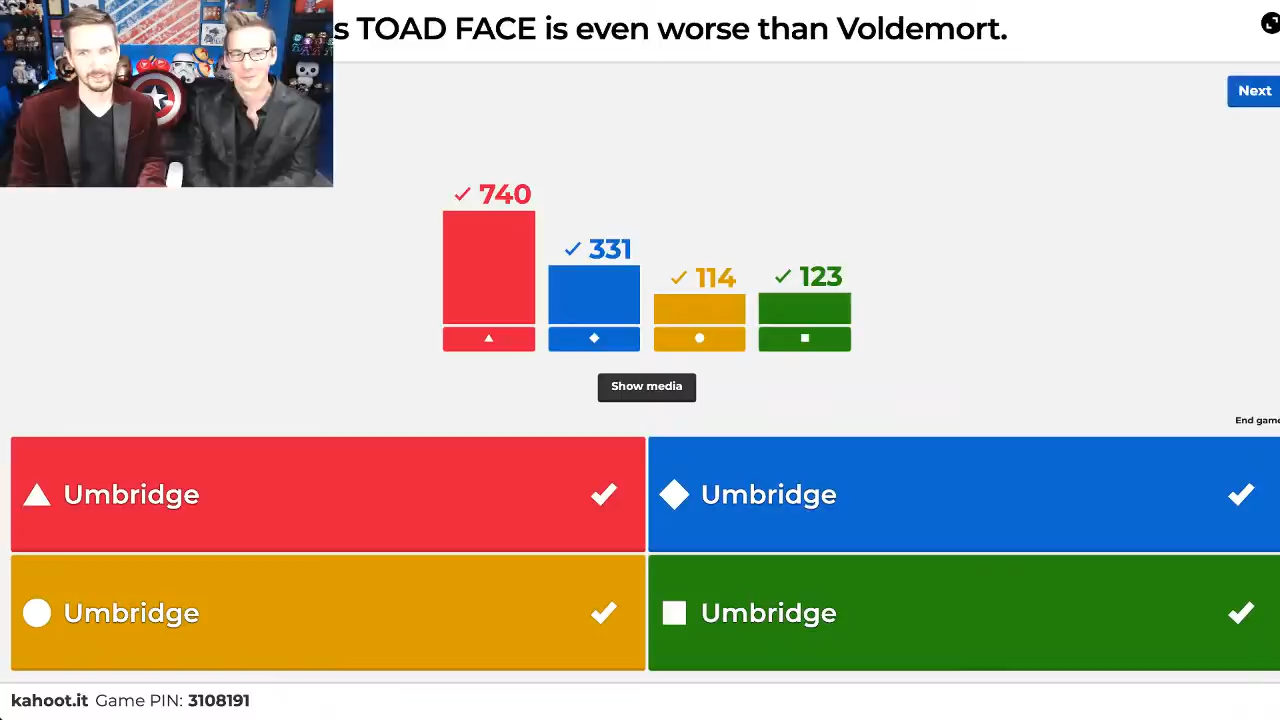 s TOAD FACE is even worse than Voldemort.
Next
740
331
114
123
Show media
End game
Umbridge
Umbridge
Umbridge
Umbridge
kahoot.it Game PIN: 3108191